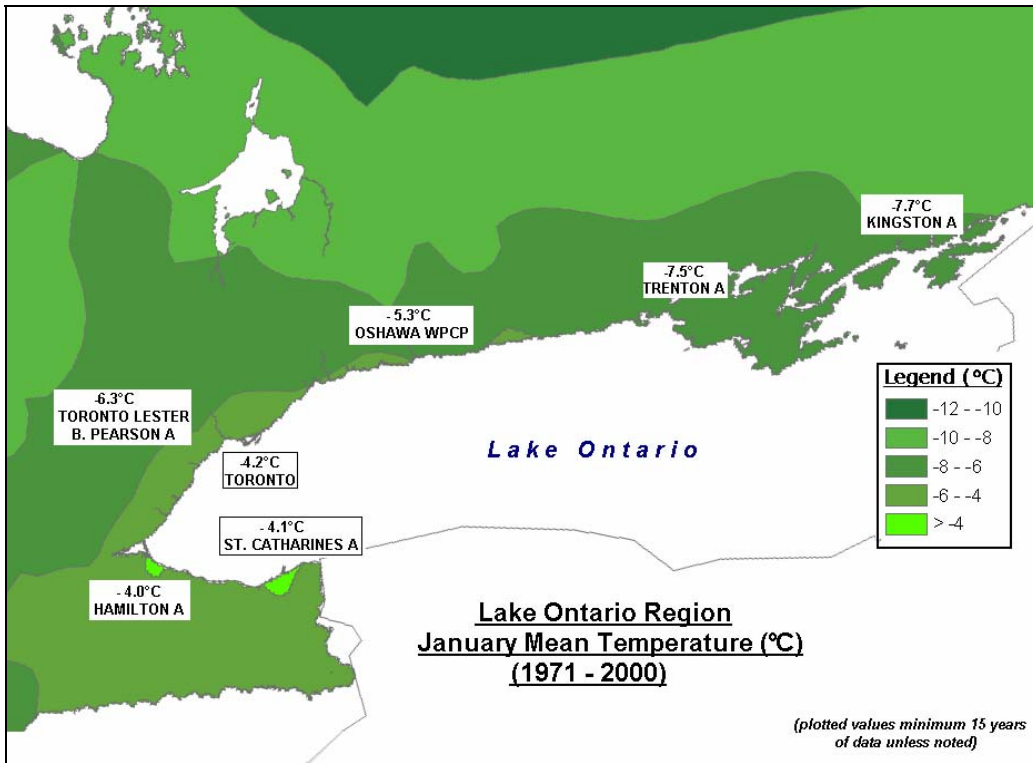 -7.7°C
KINGSTON A
-7.5°C
TRENTON A
- 5.3°C
OSHAWA WPCP
-6.3°C
TORONTO LESTER
B. PEARSON A
-4.2°C
TORONTO
Lake Ontario
Legend (°C)
-12 - -10
-10 - -8
-8 - -6
-6 - -4
> -4
- 4.1°C
ST. CATHARINES A
- 4.0°C
HAMILTON A
Lake Ontario Region
January Mean Temperature (°C)
(1971 - 2000)
(plotted values minimum 15 years
of data unless noted)